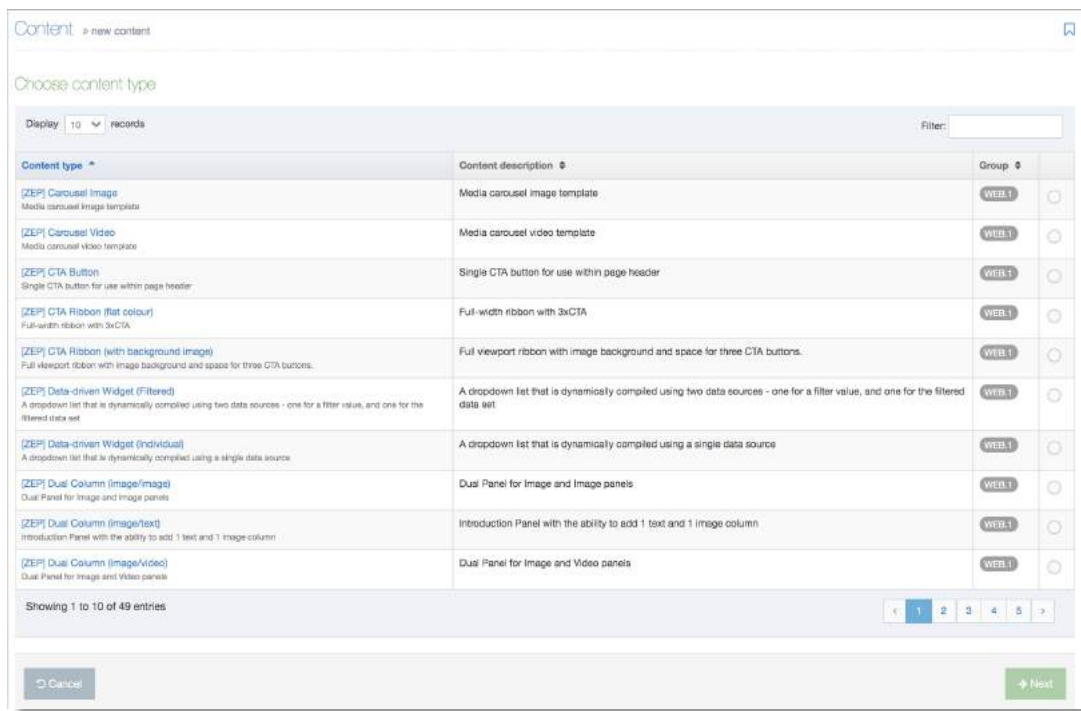 Content » new content
Choose content type
Display 10 records Filter:
Content type Content description Group
[ZEP] Carousel Image Media carousel image template WEB.1
Media carousel image template
[ZEP] Carousel Video Media carousel video template WEB.1
Media carousel video template
[ZEP] CTA Button Single CTA button for use within page header WEB.1
Single CTA button for use within page header
[ZEP] CTA Ribbon (flat colour) Full-width ribbon with 3xCTA WEB.1
Full-width ribbon with 3xCTA
[ZEP] CTA Ribbon (with background image) Full viewport ribbon with image background and space for three CTA buttons. WEB.1
Full viewport ribbon with image background and space for three CTA buttons.
[ZEP] Data-driven Widget (Filtered) A dropdown list that is dynamically compiled using two data sources - one for a filter value, and one for the filtered WEB.1
A dropdown list that is dynamically compiled using two data sources - one for a filter value, and one for the data set
filtered data set
[ZEP] Data-driven Widget (Individual) A dropdown list that is dynamically compiled using a single data source WEB.1
A dropdown list that is dynamically compiled using a single data source
[ZEP] Dual Column (image/image) Dual Panel for Image and Image panels WEB.1
Dual Panel for Image and Image panels
[ZEP] Dual Column (image/text) Introduction Panel with the ability to add 1 text and 1 image column WEB.1
Introduction Panel with the ability to add 1 text and 1 image column
[ZEP] Dual Column (image/video) Dual Panel for Image and Video panels WEB.1
Dual Panel for Image and Video panels
Showing 1 to 10 of 49 entries ‹ 1 2 3 4 5 ›
Cancel Next